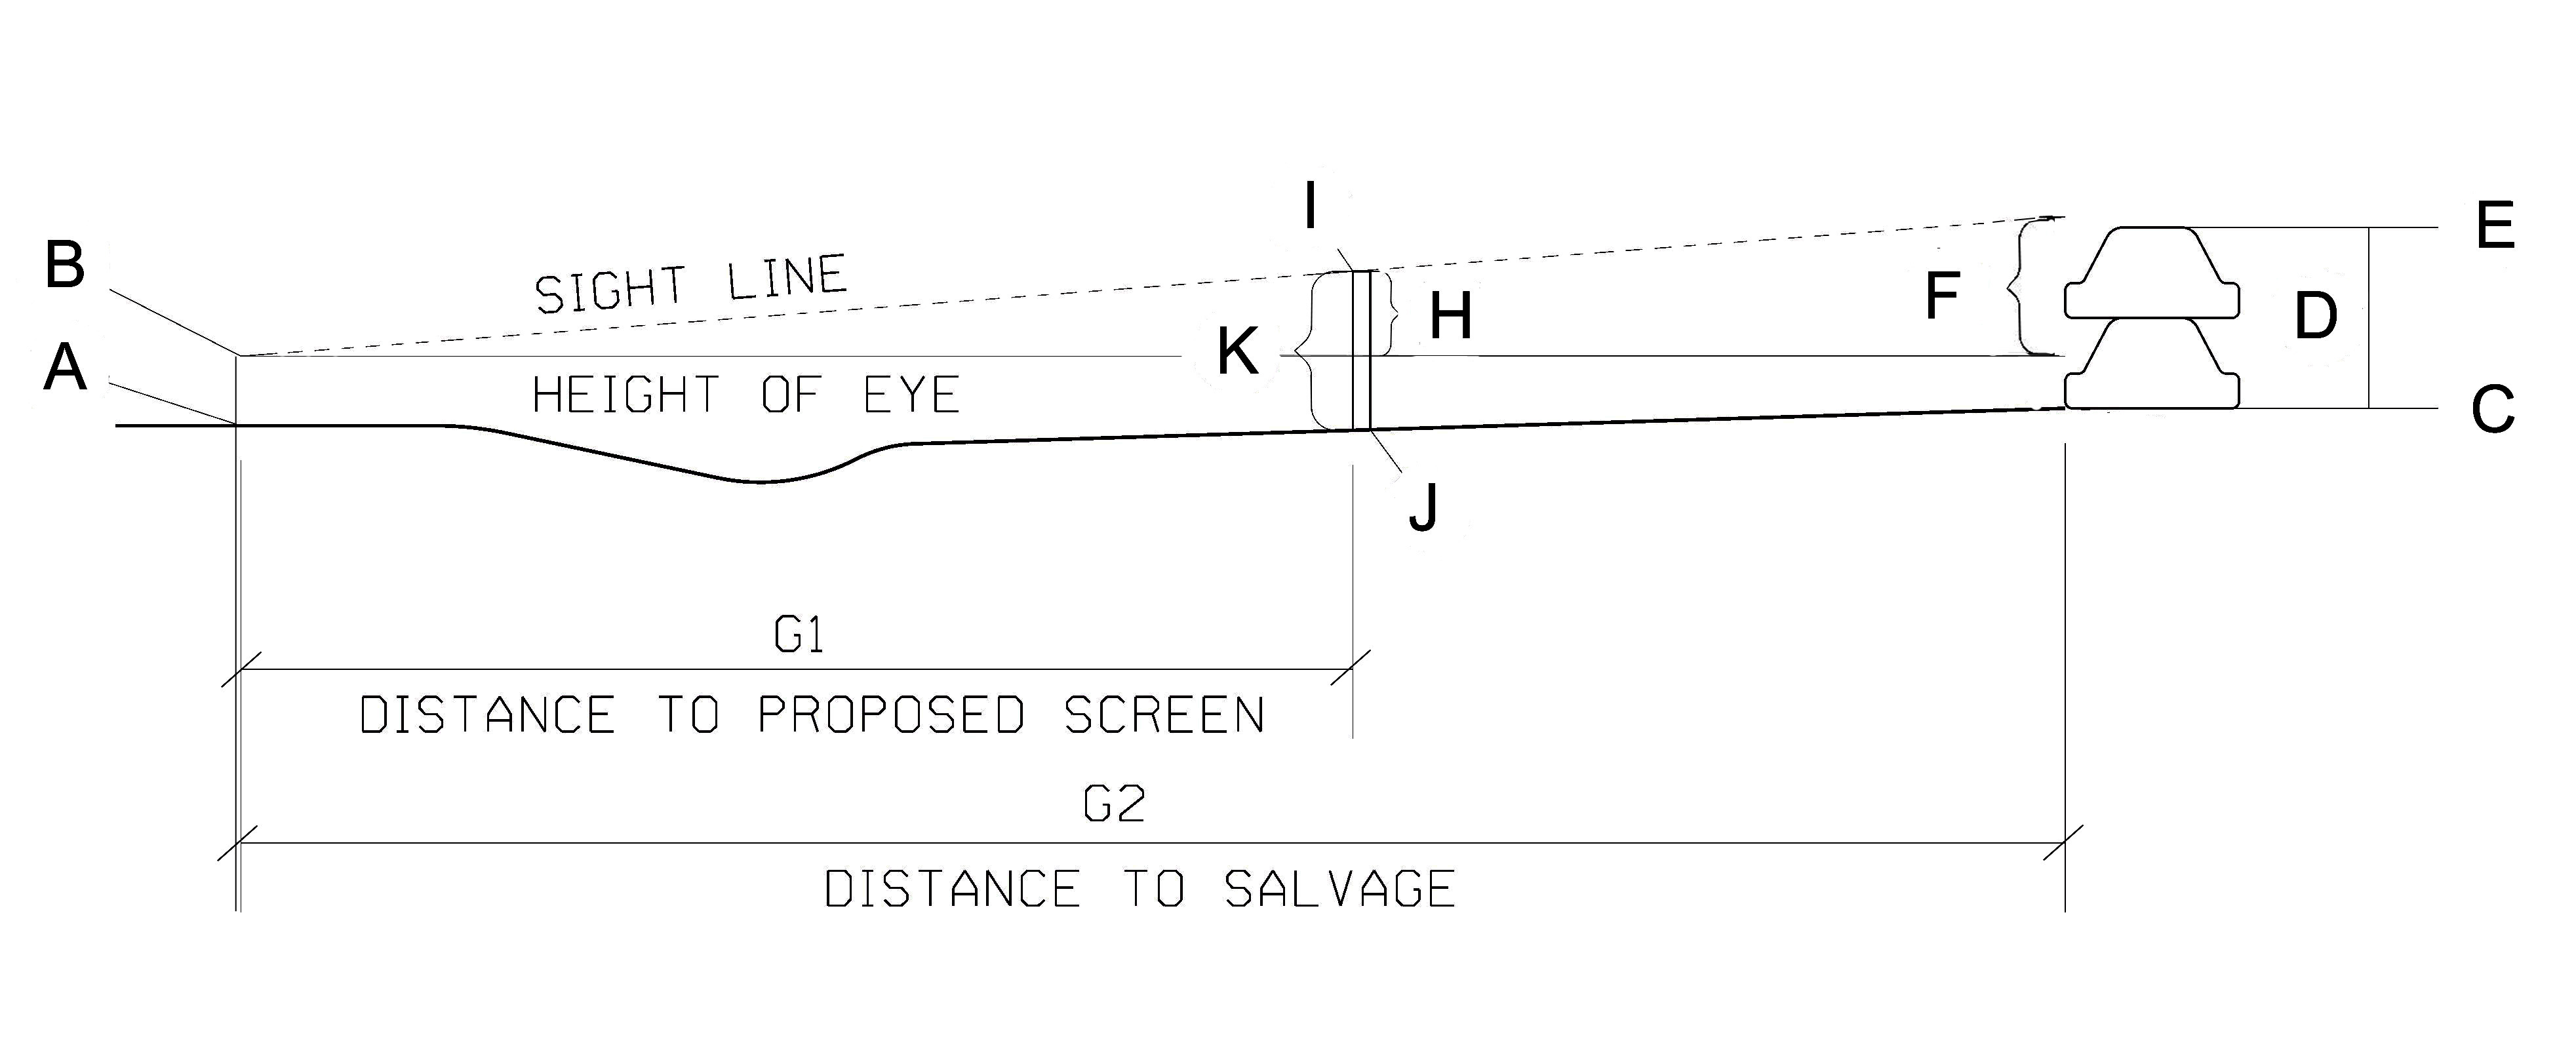 I
E
B
SIGHT LINE
F
H
D
K
A
HEIGHT OF EYE
C
J
G1
DISTANCE TO PROPOSED SCREEN
G2
DISTANCE TO SALVAGE